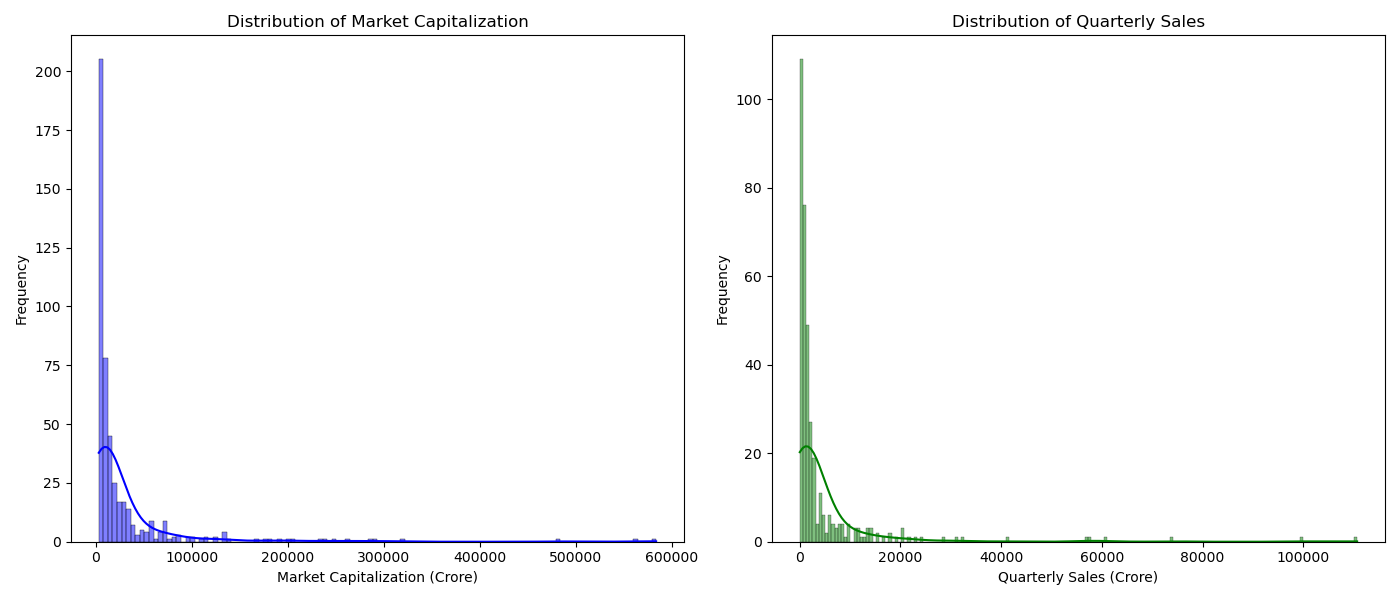 Distribution of Market Capitalization
200
175
150
125
100
75
50
25
0
Frequency
0 100000 200000 300000 400000 500000 600000
Market Capitalization (Crore)
Distribution of Quarterly Sales
100
80
60
40
20
0
Frequency
0 20000 40000 60000 80000 100000
Quarterly Sales (Crore)